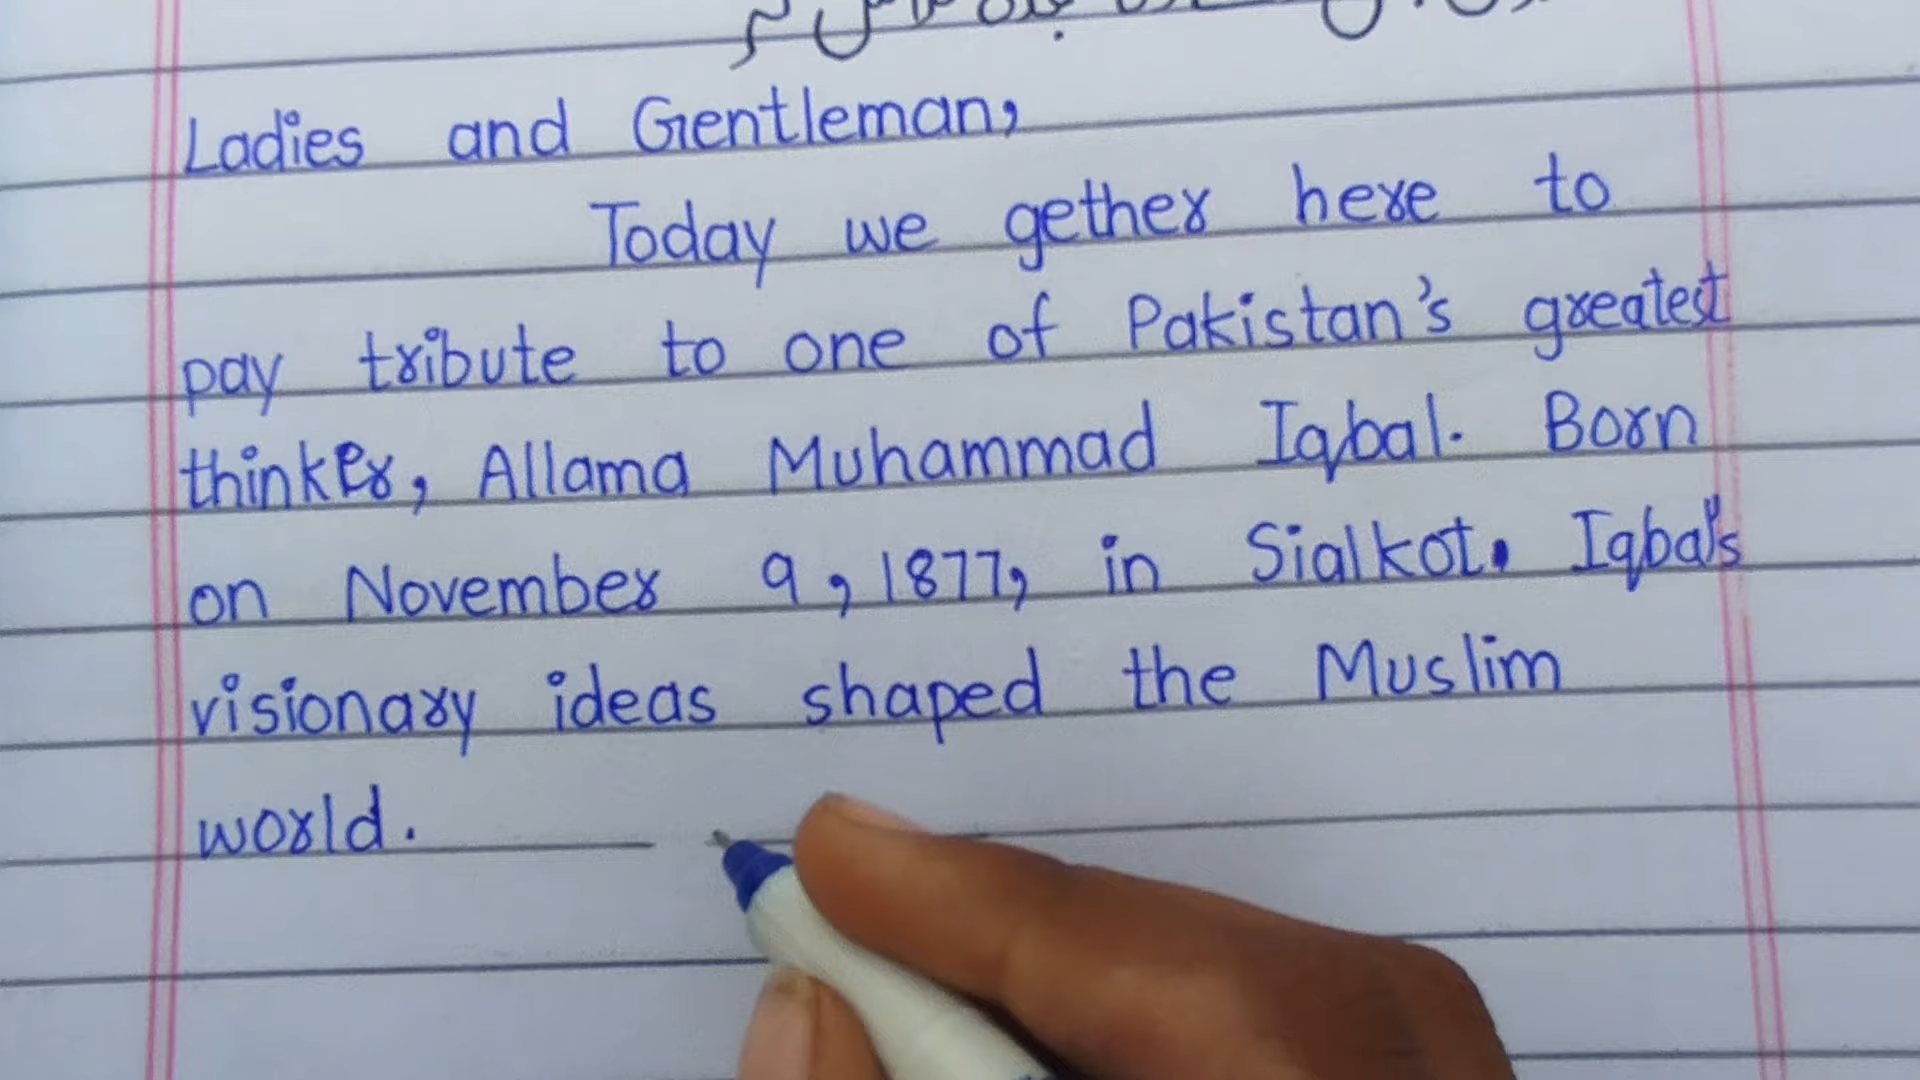 Ladies and Gentleman,
Today we gether here to
pay tribute to one of Pakistan's greatest
thinker, Allama Muhammad Iqbal. Born
on November 9, 1877, in Sialkot. Iqbal's
visionary ideas shaped the Muslim
world.